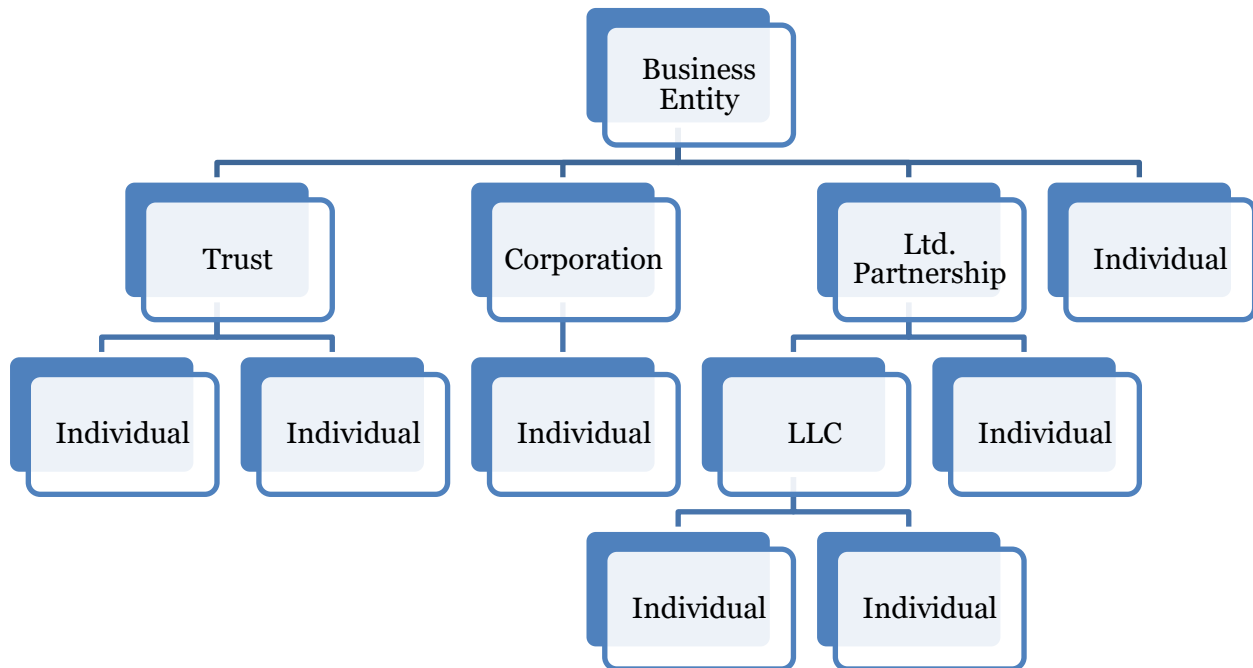 Business
Entity
Trust
Corporation
Ltd.
Partnership
Individual
Individual
Individual
Individual
LLC
Individual
Individual
Individual